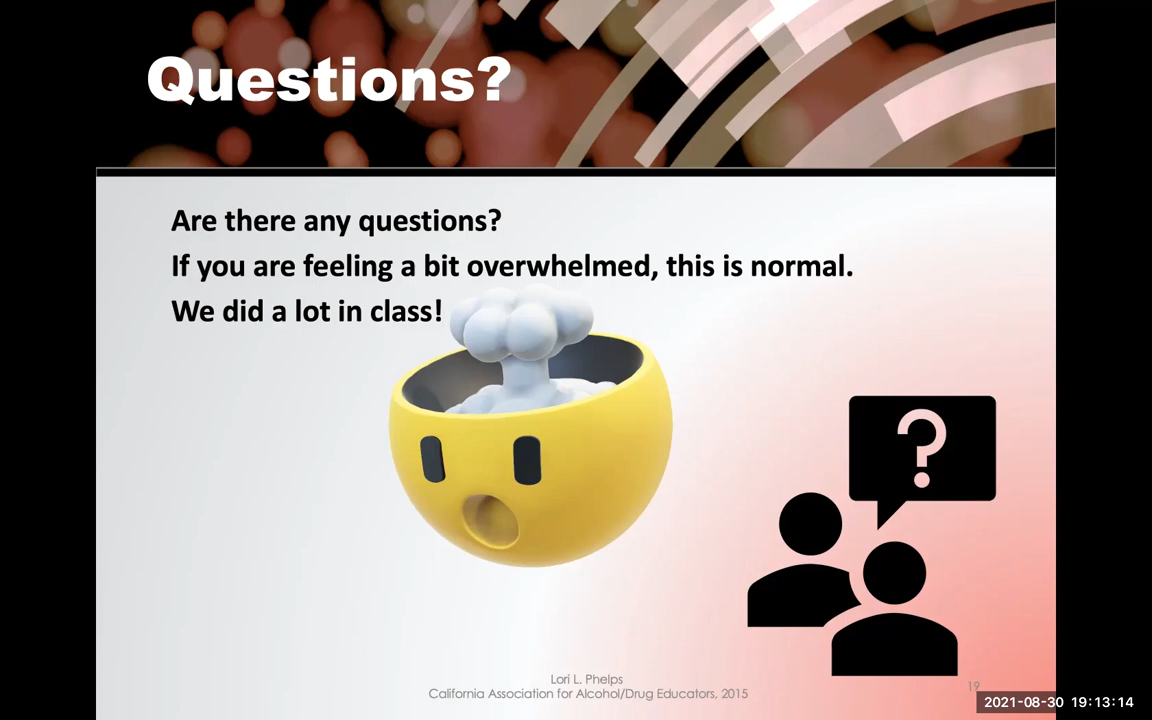 Questions?
Are there any questions?
If you are feeling a bit overwhelmed, this is normal.
We did a lot in class!
?
Lori L. Phelps
California Association for Alcohol/Drug Educators, 2015
19
2021-08-30 19:13:14